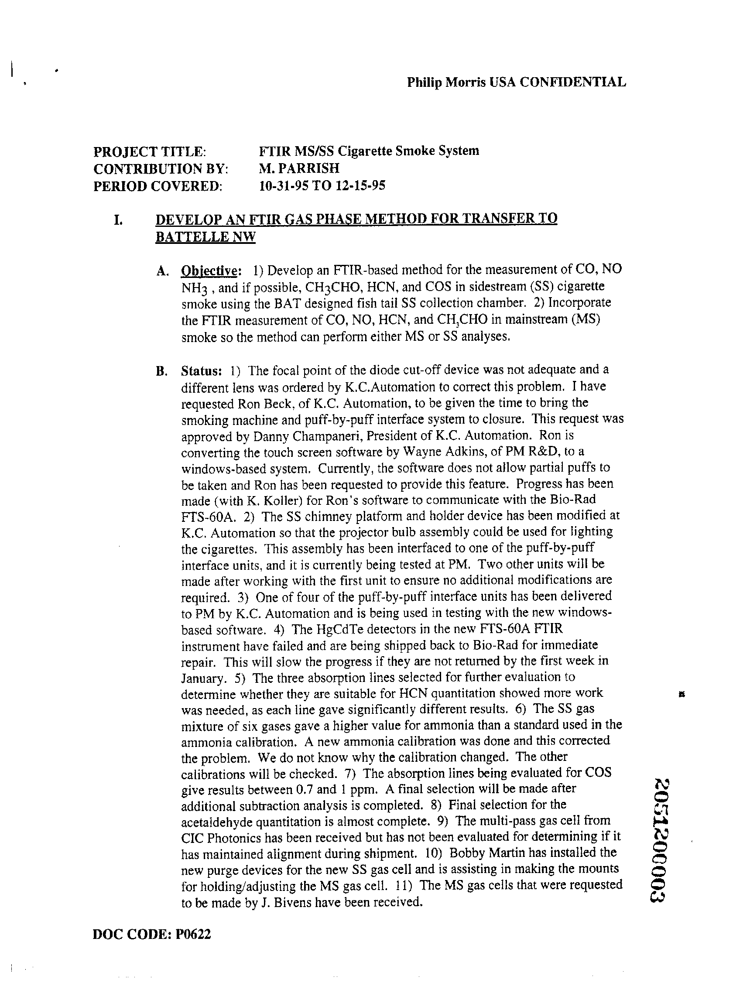 Philip Morris USA CONFIDENTIAL
PROJECT TITLE: FTIR MS/SS Cigarette Smoke System
CONTRIBUTION BY: M. PARRISH
PERIOD COVERED: 10-31-95 TO 12-15-95
I. DEVELOP AN FTIR GAS PHASE METHOD FOR TRANSFER TO
BATTELLE NW
A. Objective: 1) Develop an FTIR-based method for the measurement of CO, NO
NH3 , and if possible, CH3CHO, HCN, and COS in sidestream (SS) cigarette
smoke using the BAT designed fish tail SS collection chamber. 2) Incorporate
the FTIR measurement of CO, NO, HCN, and CH3CHO in mainstream (MS)
smoke so the method can perform either MS or SS analyses.
B. Status: 1) The focal point of the diode cut-off device was not adequate and a
different lens was ordered by K.C.Automation to correct this problem. I have
requested Ron Beck, of K.C. Automation, to be given the time to bring the
smoking machine and puff-by-puff interface system to closure. This request was
approved by Danny Champaneri, President of K.C. Automation. Ron is
converting the touch screen software by Wayne Adkins, of PM R&D, to a
windows-based system. Currently, the software does not allow partial puffs to
be taken and Ron has been requested to provide this feature. Progress has been
made (with K. Koller) for Ron's software to communicate with the Bio-Rad
FTS-60A. 2) The SS chimney platform and holder device has been modified at
K.C. Automation so that the projector bulb assembly could be used for lighting
the cigarettes. This assembly has been interfaced to one of the puff-by-puff
interface units, and it is currently being tested at PM. Two other units will be
made after working with the first unit to ensure no additional modifications are
required. 3) One of four of the puff-by-puff interface units has been delivered
to PM by K.C. Automation and is being used in testing with the new windows-
based software. 4) The HgCdTe detectors in the new FTS-60A FTIR
instrument have failed and are being shipped back to Bio-Rad for immediate
repair. This will slow the progress if they are not returned by the first week in
January. 5) The three absorption lines selected for further evaluation to
determine whether they are suitable for HCN quantitation showed more work
was needed, as each line gave significantly different results. 6) The SS gas
mixture of six gases gave a higher value for ammonia than a standard used in the
ammonia calibration. A new ammonia calibration was done and this corrected
the problem. We do not know why the calibration changed. The other
calibrations will be checked. 7) The absorption lines being evaluated for COS
give results between 0.7 and 1 ppm. A final selection will be made after
additional subtraction analysis is completed. 8) Final selection for the
acetaldehyde quantitation is almost complete. 9) The multi-pass gas cell from
CIC Photonics has been received but has not been evaluated for determining if it
has maintained alignment during shipment. 10) Bobby Martin has installed the
new purge devices for the new SS gas cell and is assisting in making the mounts
for holding/adjusting the MS gas cell. 11) The MS gas cells that were requested
to be made by J. Bivens have been received.
DOC CODE: P0622
2051200003